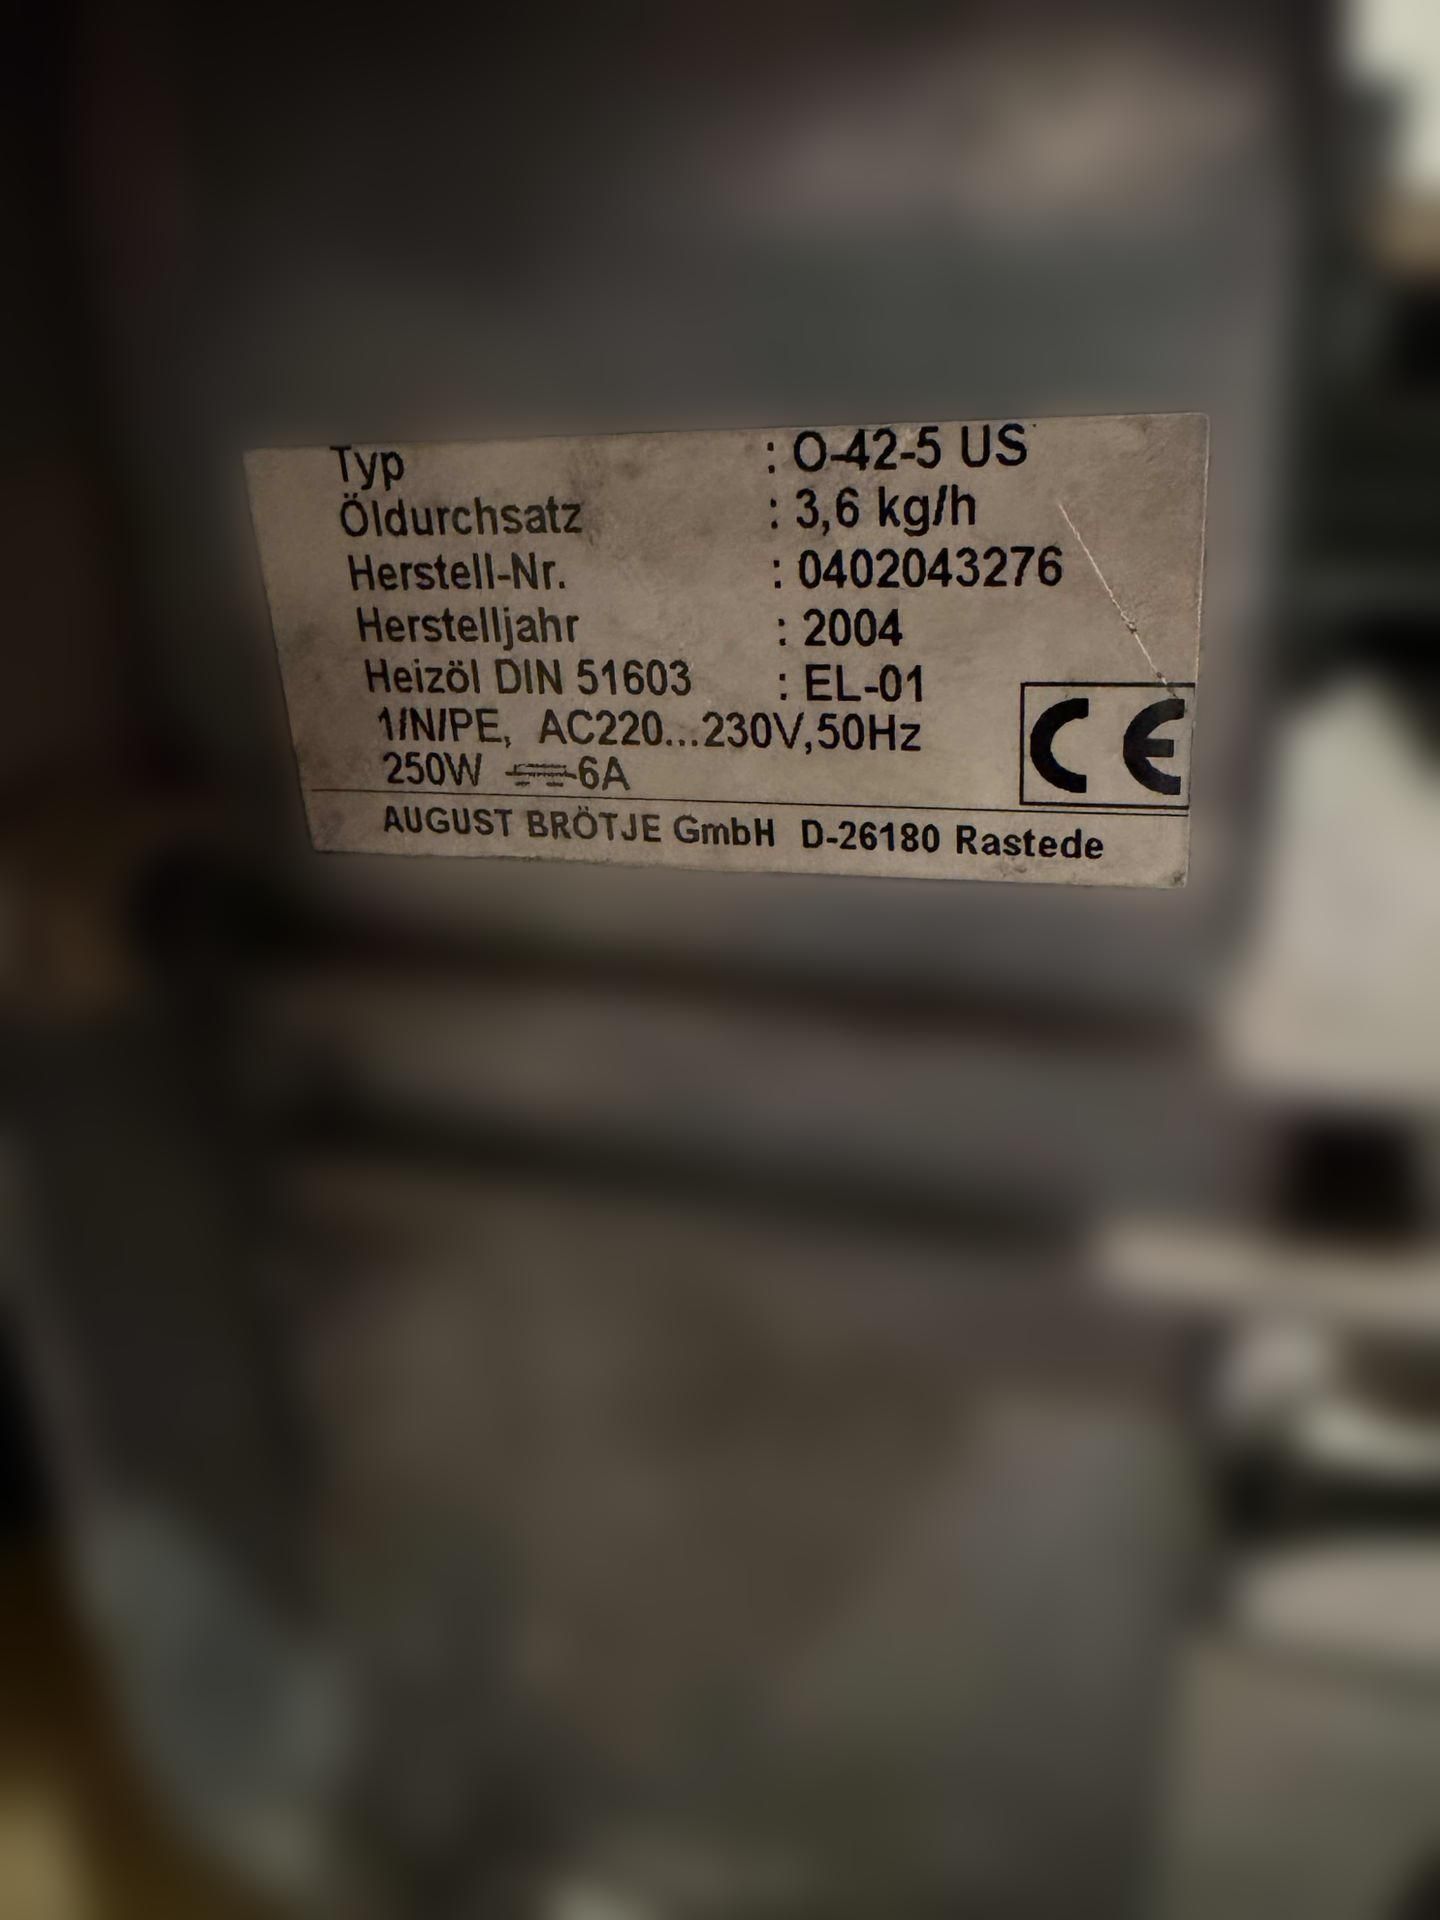 Typ : O-42-5 US
Öldurchsatz : 3,6 kg/h
Herstell-Nr. : 0402043276
Herstelljahr : 2004
Heizöl DIN 51603 : EL-01
1/N/PE, AC220...230V,50Hz
250W 6A
CE
AUGUST BRÖTJE GmbH D-26180 Rastede